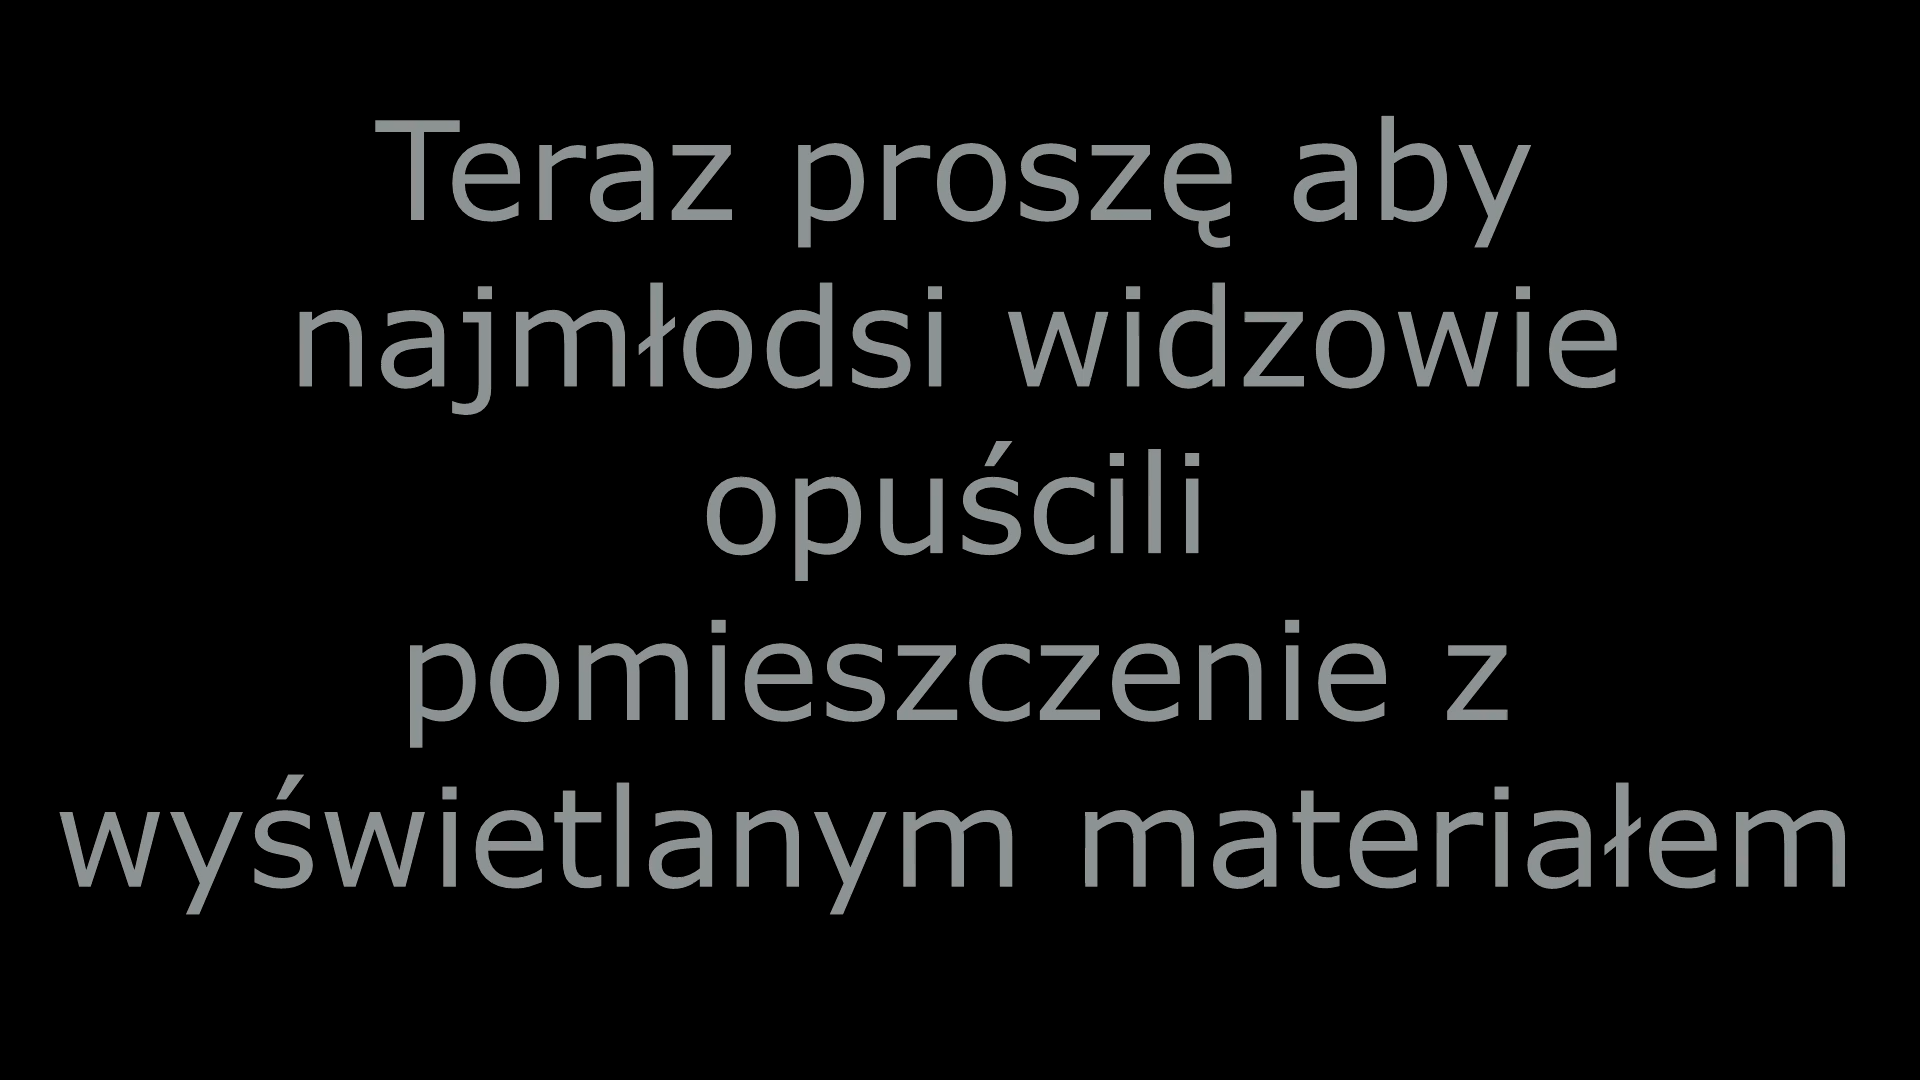 Teraz proszę aby
najmłodsi widzowie
opuścili
pomieszczenie z
wyświetlanym materiałem